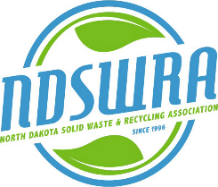 NDSWRA
NORTH DAKOTA SOLID WASTE & RECYCLING ASSOCIATION
SINCE 1996